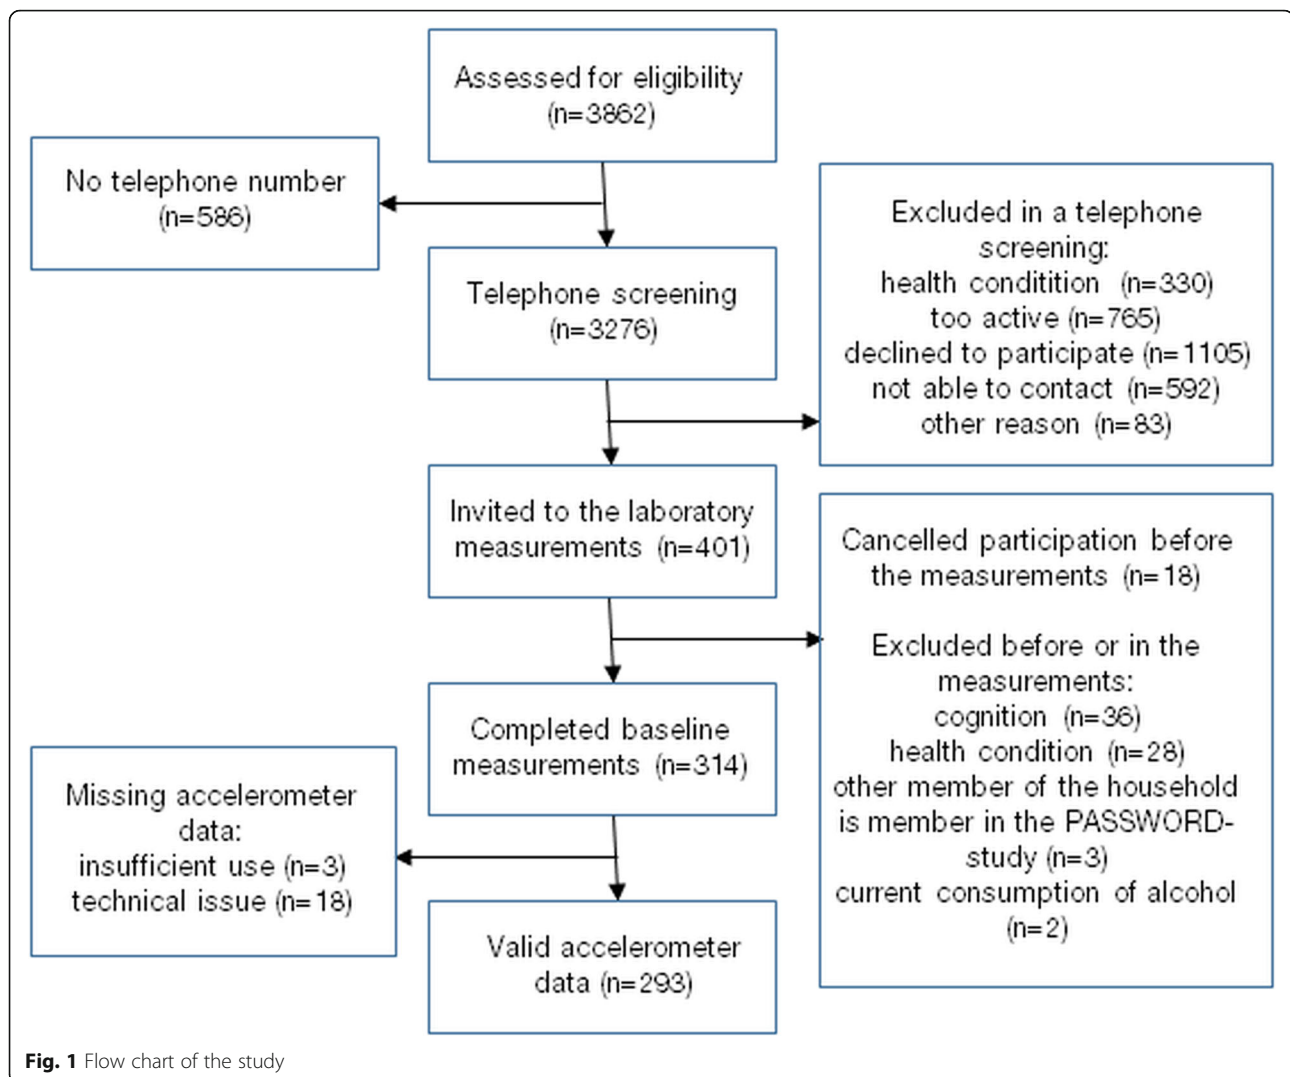 Assessed for eligibility
(n=3862)
No telephone number
(n=586)
Telephone screening
(n=3276)
Excluded in a telephone
screening:
health conditition (n=330)
too active (n=765)
declined to participate (n=1105)
not able to contact (n=592)
other reason (n=83)
Invited to the laboratory
measurements (n=401)
Cancelled participation before
the measurements (n=18)
Excluded before or in the
measurements:
cognition (n=36)
health condition (n=28)
other member of the household
is member in the PASSWORD-
study (n=3)
current consumption of alcohol
(n=2)
Completed baseline
measurements (n=314)
Missing accelerometer
data:
insufficient use (n=3)
technical issue (n=18)
Valid accelerometer
data (n=293)
Fig. 1 Flow chart of the study